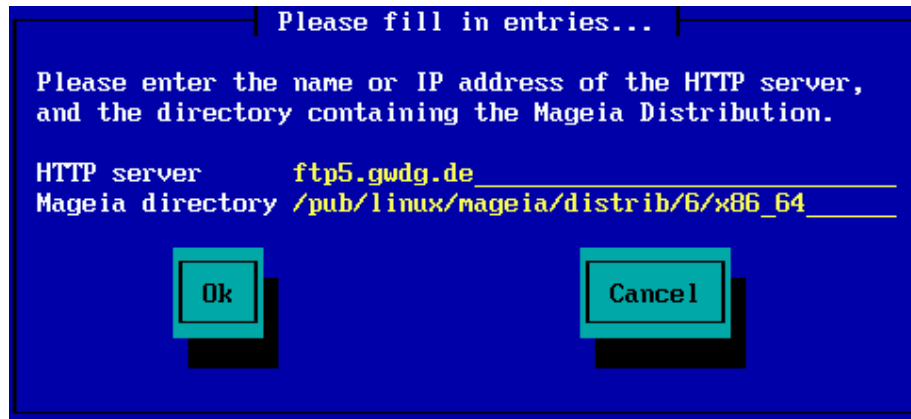 Please fill in entries...
Please enter the name or IP address of the HTTP server,
and the directory containing the Mageia Distribution.
HTTP server ftp5.gwdg.de
Mageia directory /pub/linux/mageia/distrib/6/x86_64
Ok Cancel